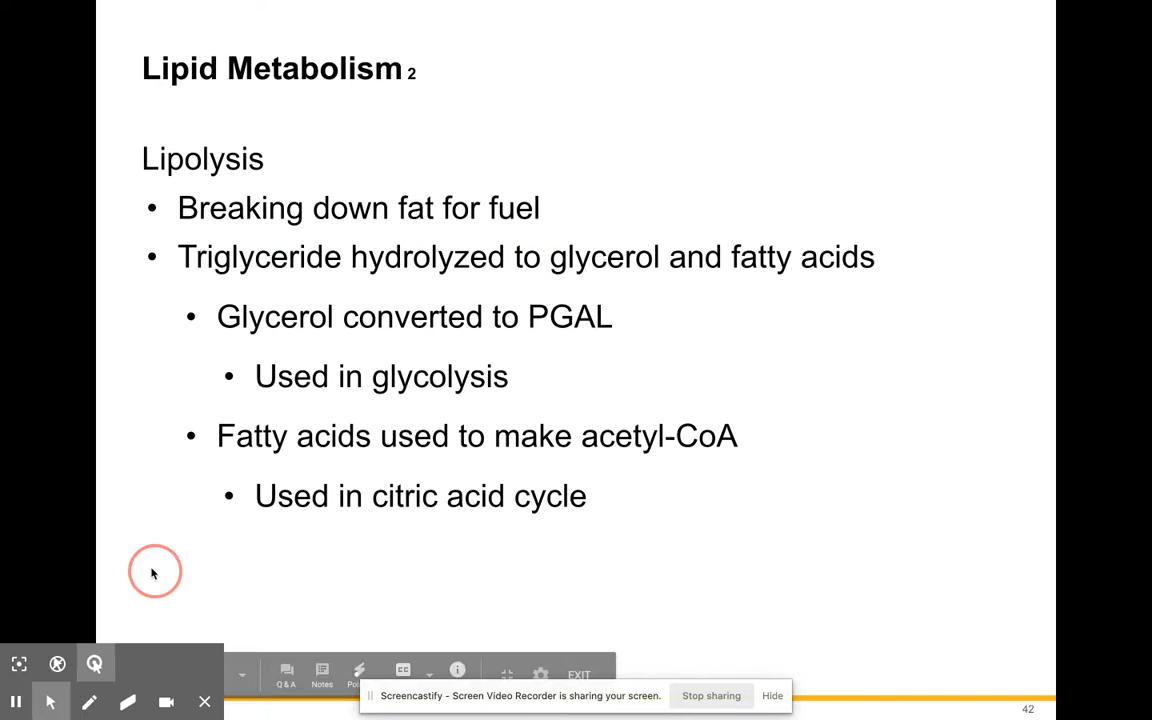 Lipid Metabolism 2
Lipolysis
• Breaking down fat for fuel
• Triglyceride hydrolyzed to glycerol and fatty acids
• Glycerol converted to PGAL
• Used in glycolysis
• Fatty acids used to make acetyl-CoA
• Used in citric acid cycle
Q & A Notes CC EXIT
Screencastify - Screen Video Recorder is sharing your screen. Stop sharing Hide
42